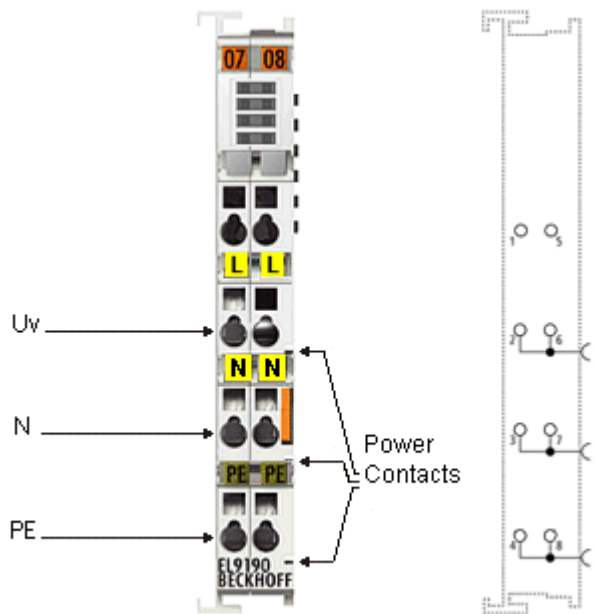 07 08
L L
Uv
N N
N
Power
Contacts
PE PE
PE
EL9190
BECKHOFF
1 5
2 6
3 7
4 8